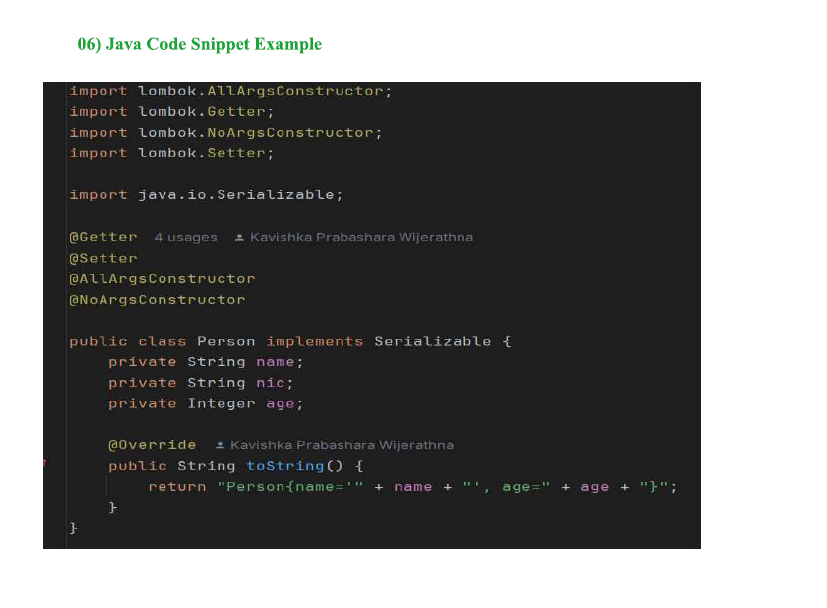 06) Java Code Snippet Example
import lombok.AllArgsConstructor;
import lombok.Getter;
import lombok.NoArgsConstructor;
import lombok.Setter;
import java.io.Serializable;
@Getter 4 usages Kavishka Prabashara Wijerathna
@Setter
@AllArgsConstructor
@NoArgsConstructor
public class Person implements Serializable {
private String name;
private String nic;
private Integer age;
@Override Kavishka Prabashara Wijerathna
public String toString() {
return "Person{name='" + name + "', age=" + age + "}";
}
}